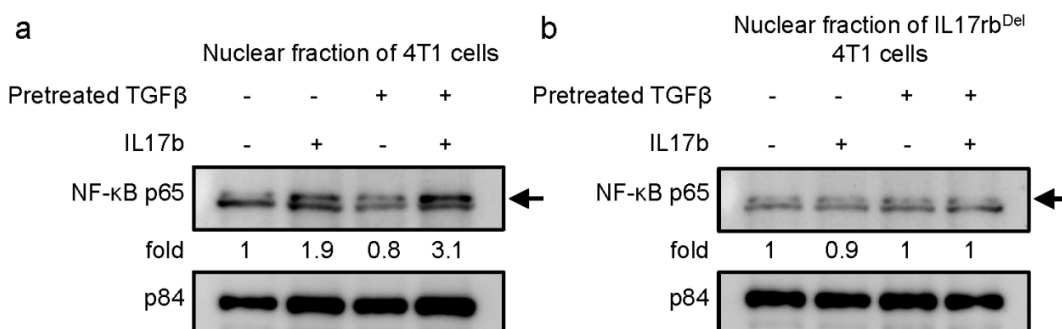 a
Nuclear fraction of 4T1 cells
Pretreated TGFβ - - + +
IL17b - + - +
NF-κB p65
fold 1 1.9 0.8 3.1
p84
b
Nuclear fraction of IL17rbDel
4T1 cells
Pretreated TGFβ - - + +
IL17b - + - +
NF-κB p65
fold 1 0.9 1 1
p84